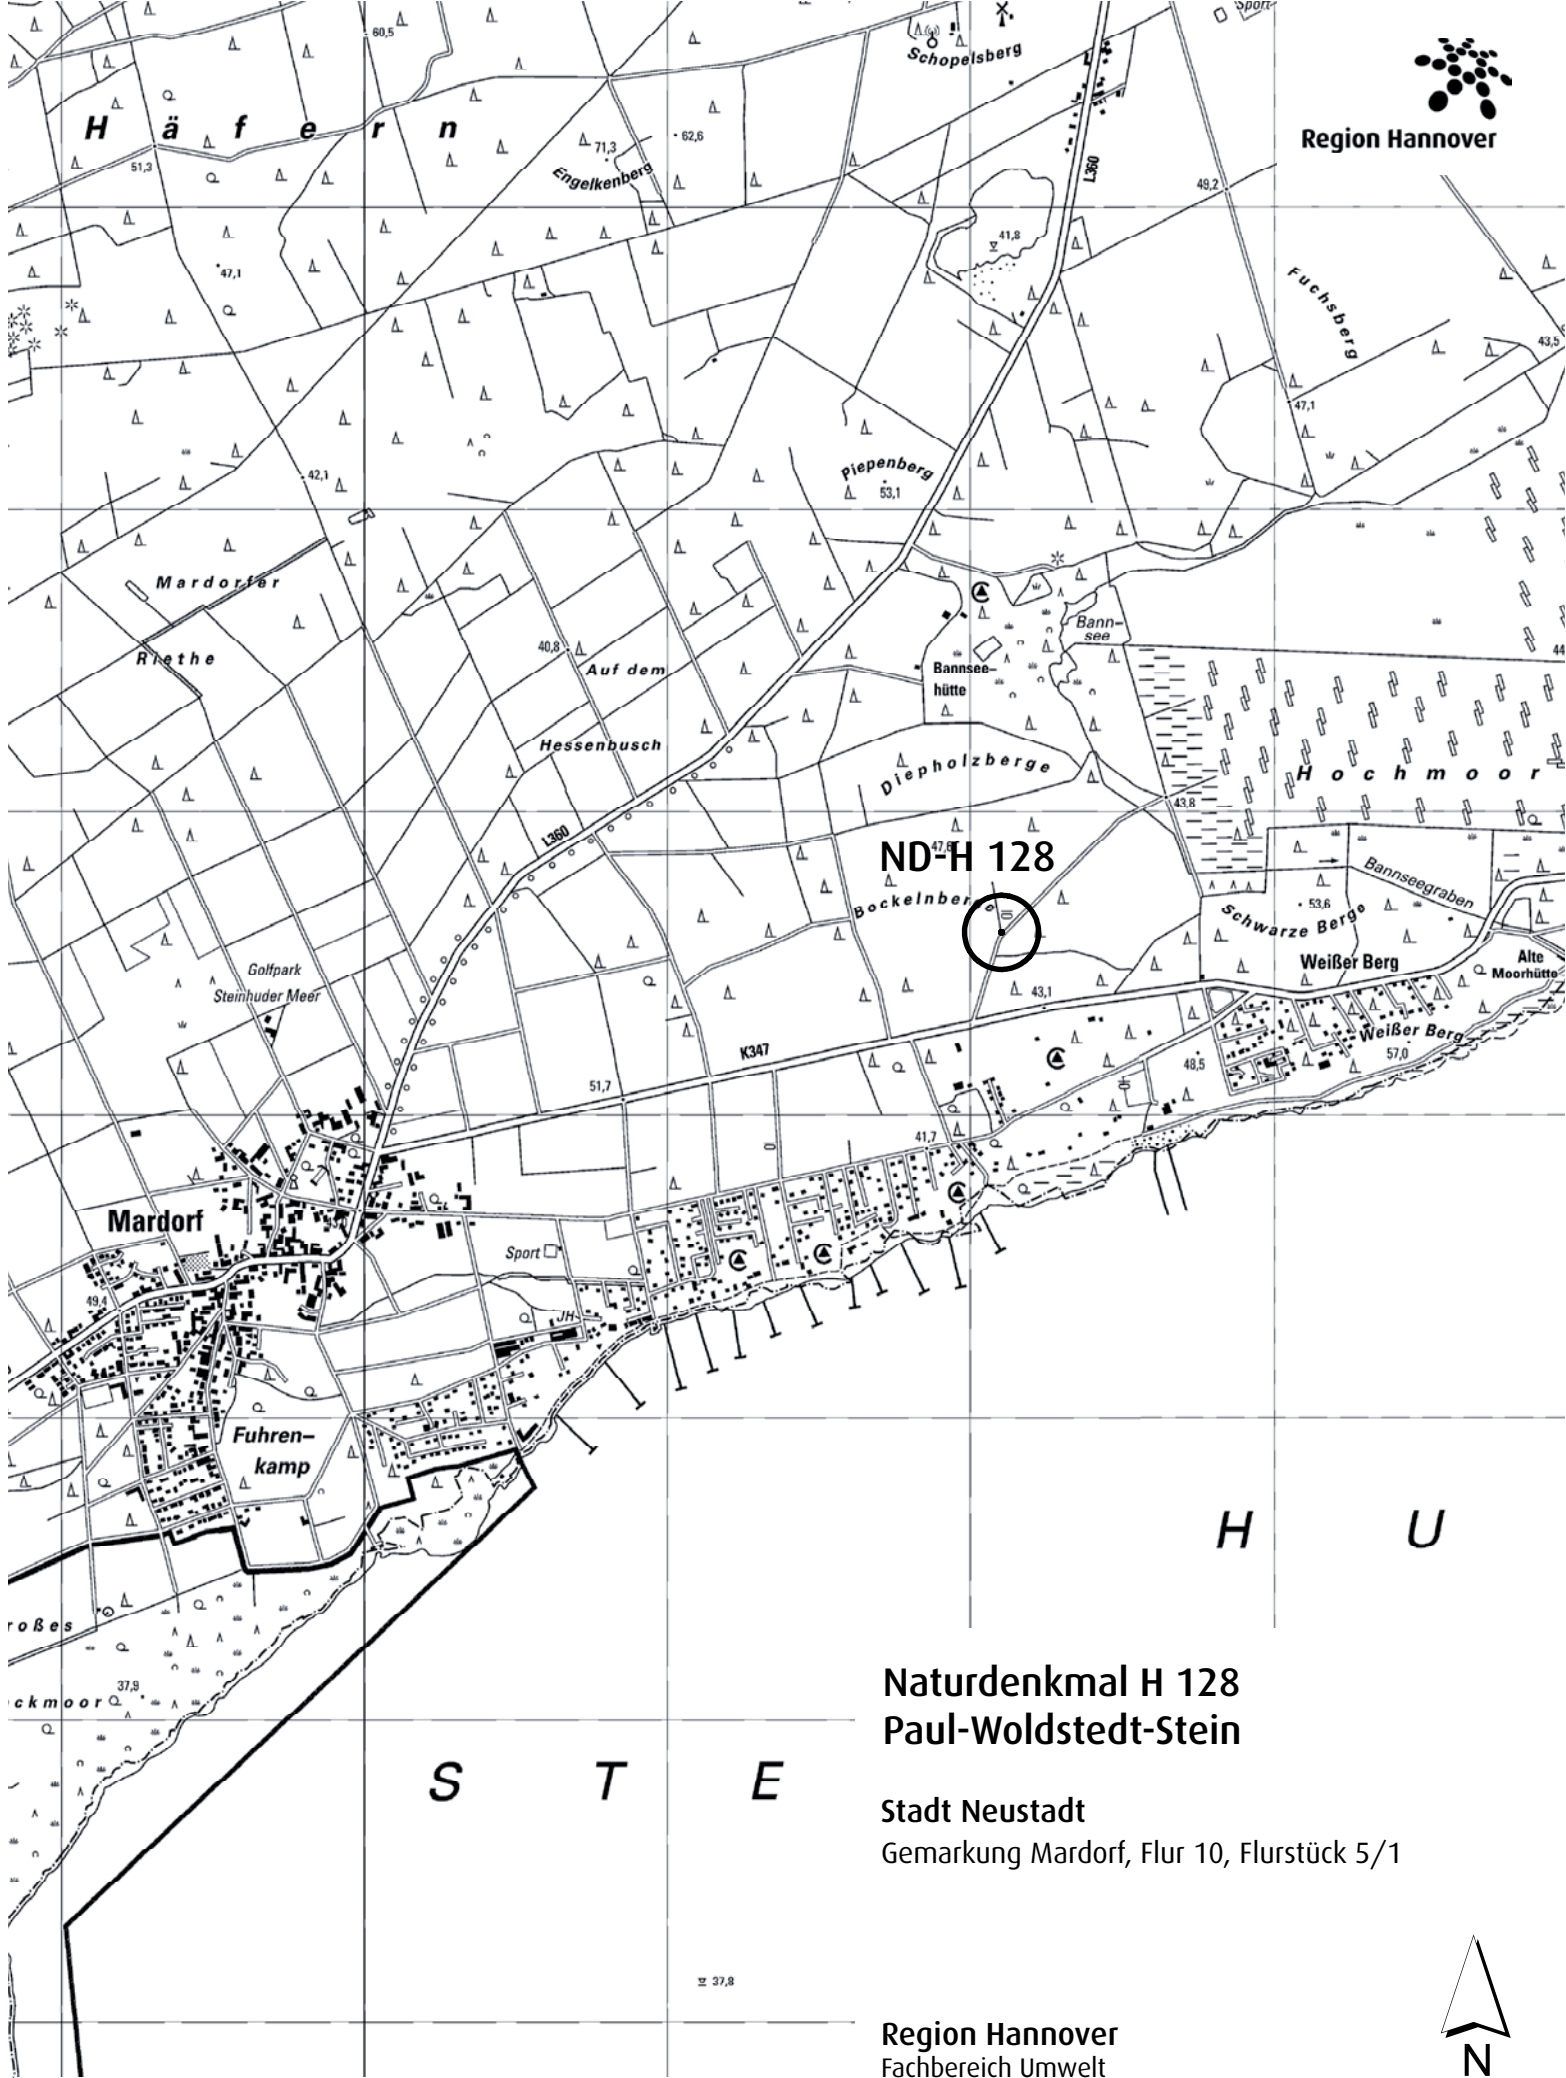 Sport
60,5
Schopelsberg
Region Hannover
Häfern
51,3
71,3
62,6
Engelkenberg
L360
49,2
41,8
47,1
Fuchsberg
43,5
47,1
42,1
Piepenberg
53,1
Mardorfer
Riethe
40,8
Auf dem
Hessenbusch
Bann-
see
44
Bannsee-
hütte
Diepholzberge
Hochmoor
43,8
L360
ND-H 128
Bockelnberge
Bannseegraben
53,6
Schwarze Berge
Weißer Berg
Alte
Moorhütte
Golfpark
Steinhuder Meer
43,1
Weißer Berg
57,0
K347
48,5
51,7
41,7
Mardorf
Sport
49,4
JH
Fuhren-
kamp
H U
roßes
37,9
ckmoor
Naturdenkmal H 128
Paul-Woldstedt-Stein
S T E
Stadt Neustadt
Gemarkung Mardorf, Flur 10, Flurstück 5/1
37,8
Region Hannover
Fachbereich Umwelt
N